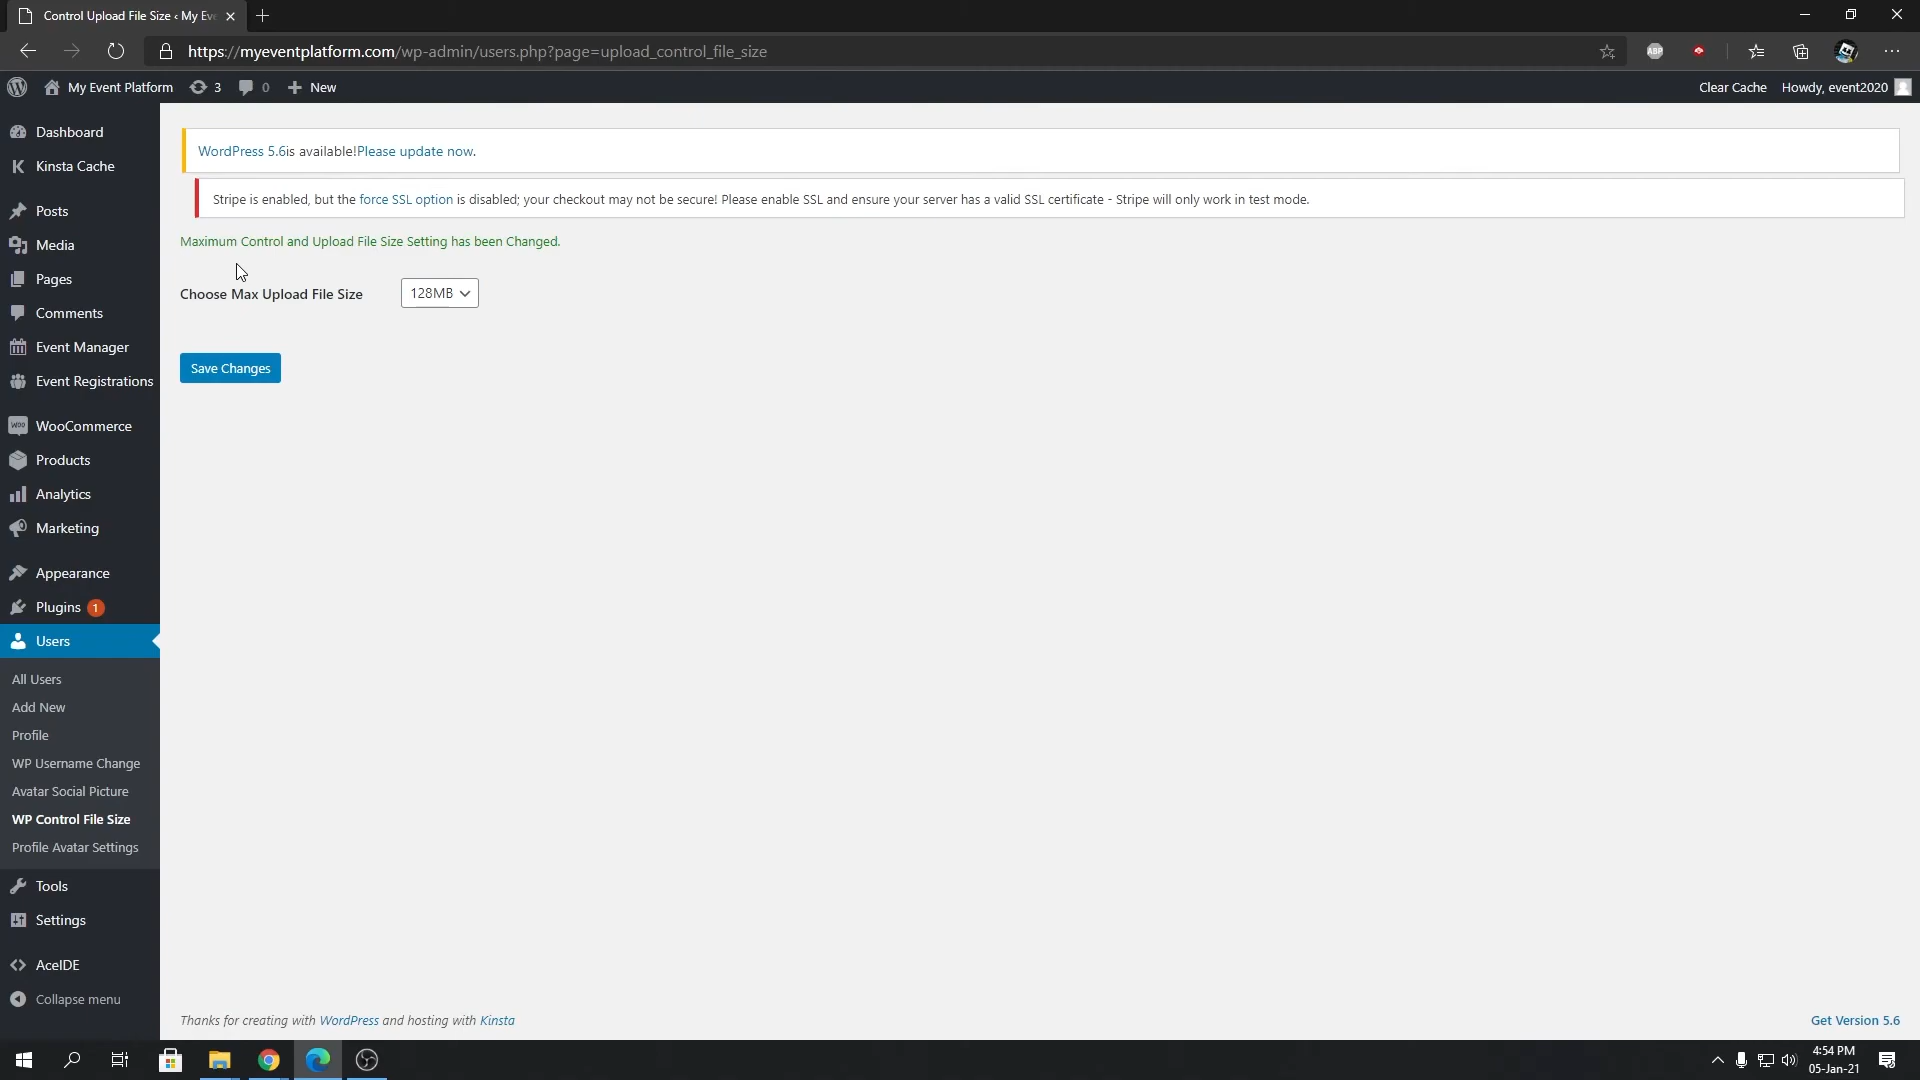 Control Upload File Size ‹ My Eve
https://myeventplatform.com/wp-admin/users.php?page=upload_control_file_size
ABP
My Event Platform 3 0 New Clear Cache Howdy, event2020
Dashboard
Kinsta Cache
Posts
Media
Pages
Comments
Event Manager
Event Registrations
WooCommerce
Products
Analytics
Marketing
Appearance
Plugins 1
Users
All Users
Add New
Profile
WP Username Change
Avatar Social Picture
WP Control File Size
Profile Avatar Settings
Tools
Settings
AceIDE
Collapse menu
WordPress 5.6is available!Please update now.
Stripe is enabled, but the force SSL option is disabled; your checkout may not be secure! Please enable SSL and ensure your server has a valid SSL certificate - Stripe will only work in test mode.
Maximum Control and Upload File Size Setting has been Changed.
Choose Max Upload File Size 128MB
Save Changes
Thanks for creating with WordPress and hosting with Kinsta
Get Version 5.6
4:54 PM
05-Jan-21